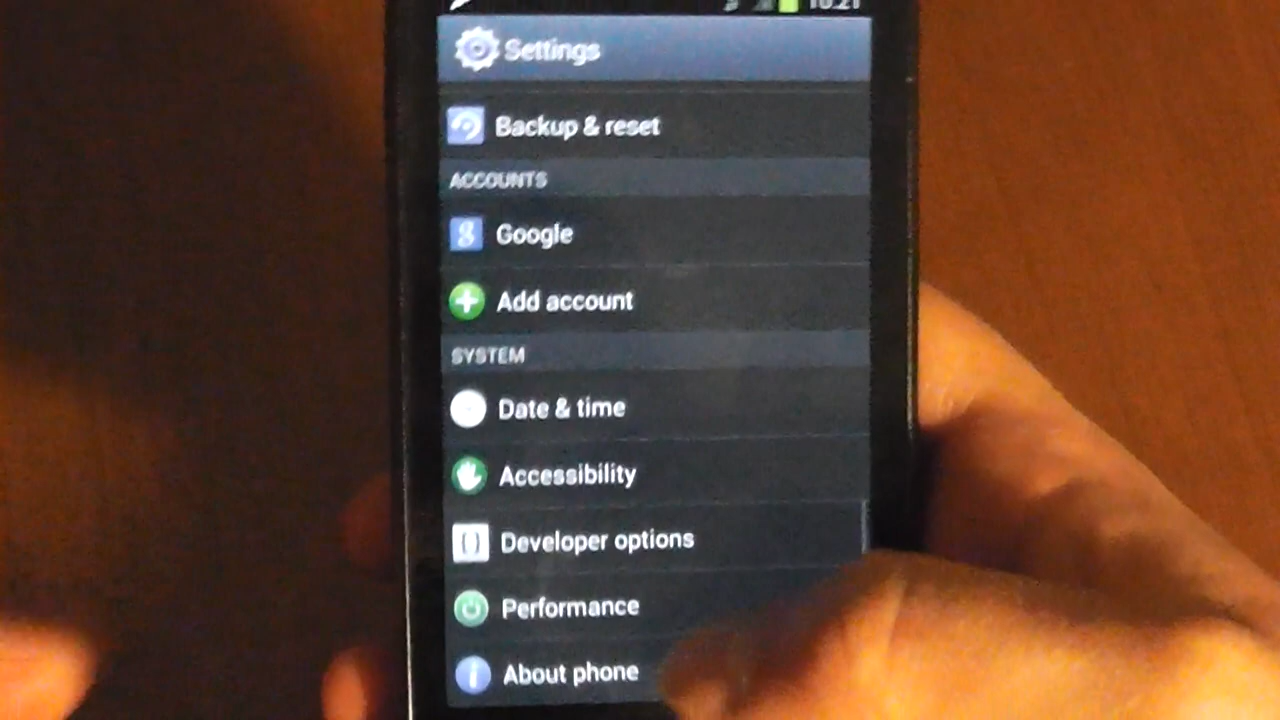 Settings
Backup & reset
ACCOUNTS
Google
Add account
SYSTEM
Date & time
Accessibility
Developer options
Performance
About phone